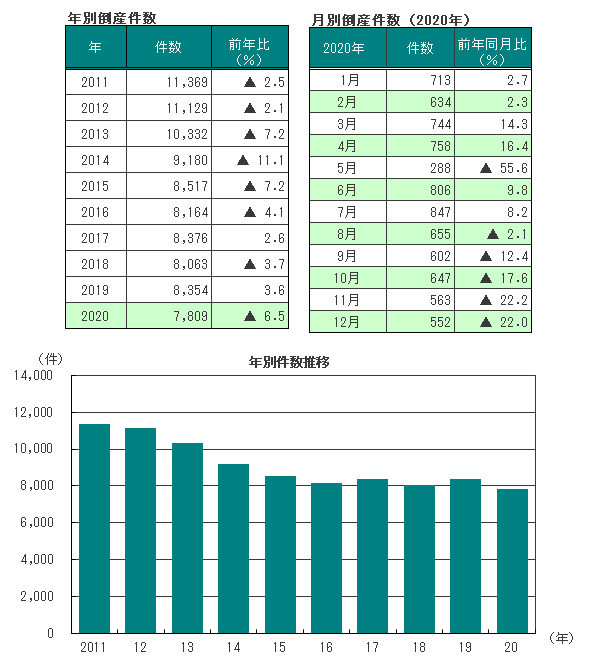 年別倒産件数
年 件数 前年比（％）
2011 11,369 ▲ 2.5
2012 11,129 ▲ 2.1
2013 10,332 ▲ 7.2
2014 9,180 ▲ 11.1
2015 8,517 ▲ 7.2
2016 8,164 ▲ 4.1
2017 8,376 2.6
2018 8,063 ▲ 3.7
2019 8,354 3.6
2020 7,809 ▲ 6.5
月別倒産件数（2020年）
2020年 件数 前年同月比（％）
1月 713 2.7
2月 634 2.3
3月 744 14.3
4月 758 16.4
5月 288 ▲ 55.6
6月 806 9.8
7月 847 8.2
8月 655 ▲ 2.1
9月 602 ▲ 12.4
10月 647 ▲ 17.6
11月 563 ▲ 22.2
12月 552 ▲ 22.0
（件）
年別件数推移
14,000
12,000
10,000
8,000
6,000
4,000
2,000
0
2011 12 13 14 15 16 17 18 19 20
（年）